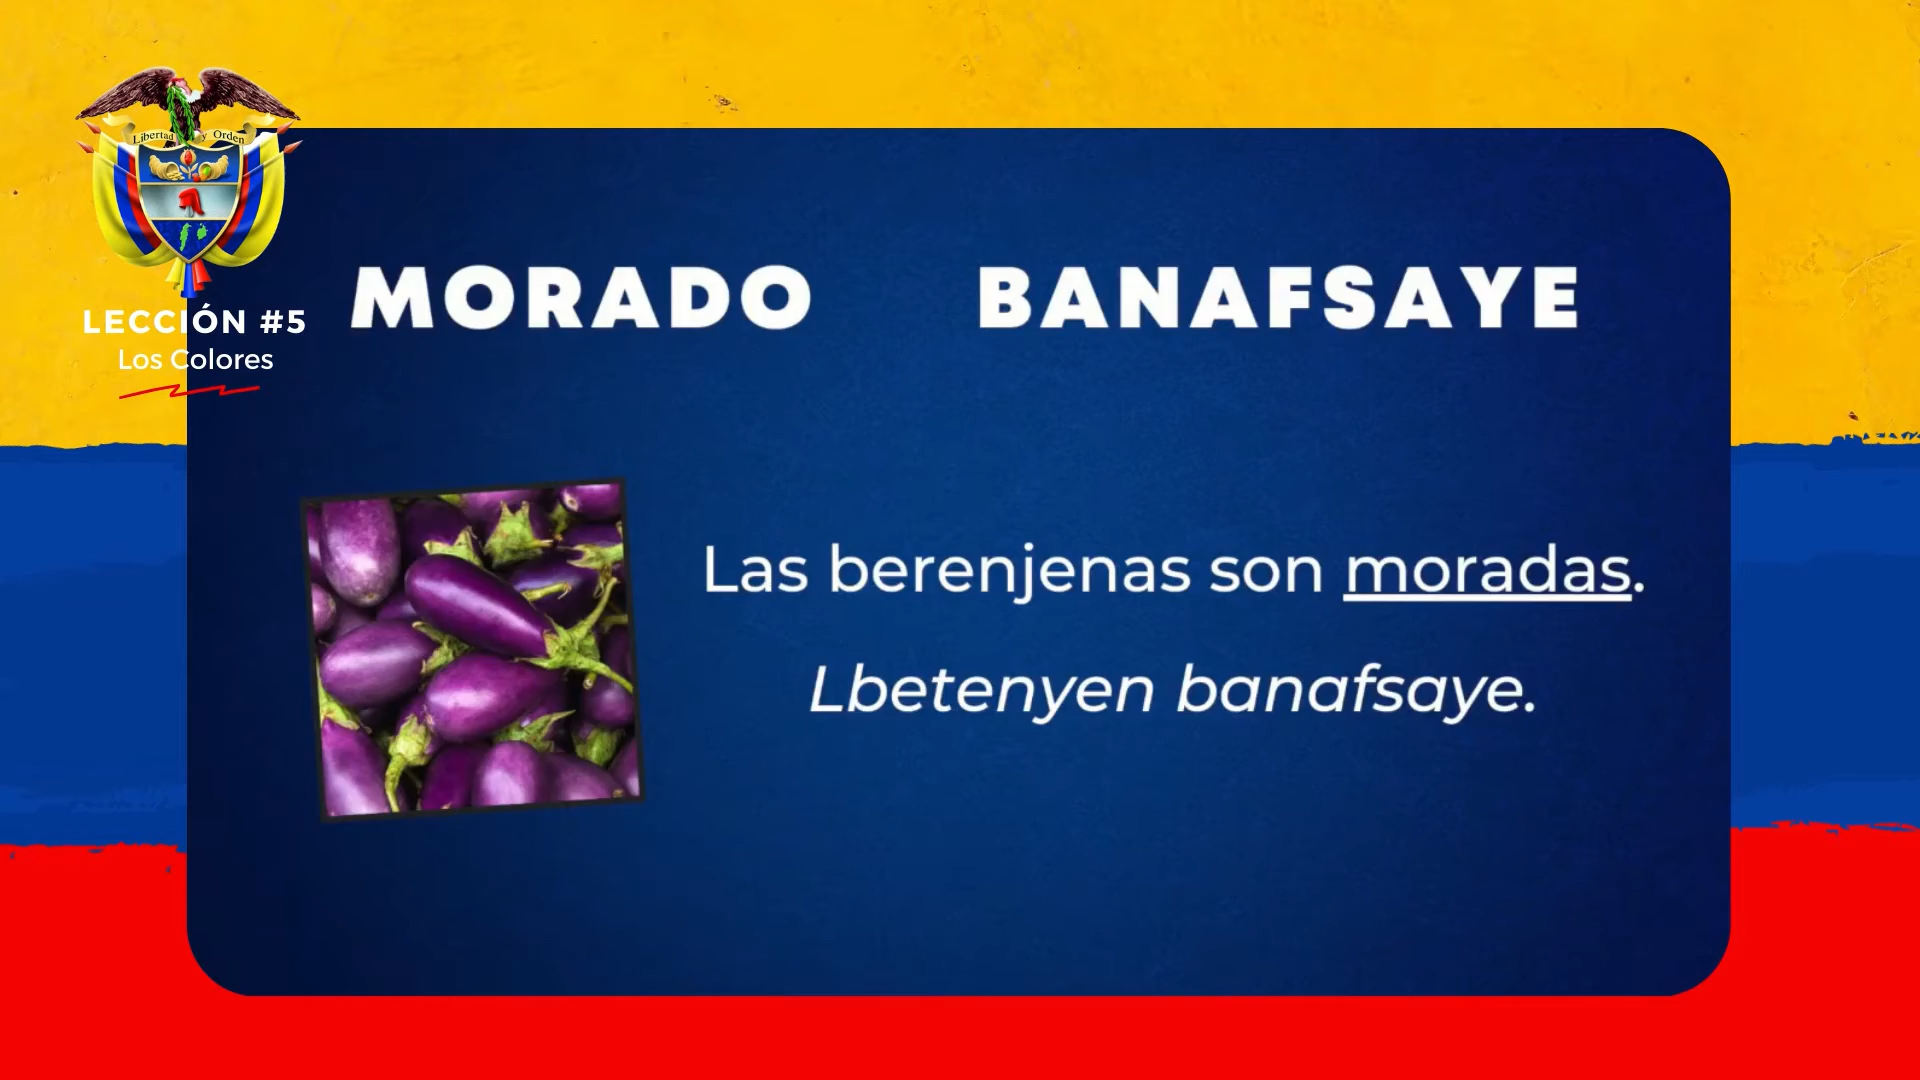 Libertad y Orden
LECCIÓN #5
Los Colores
MORADO
BANAFSAYE
Las berenjenas son moradas.
Lbetenyen banafsaye.